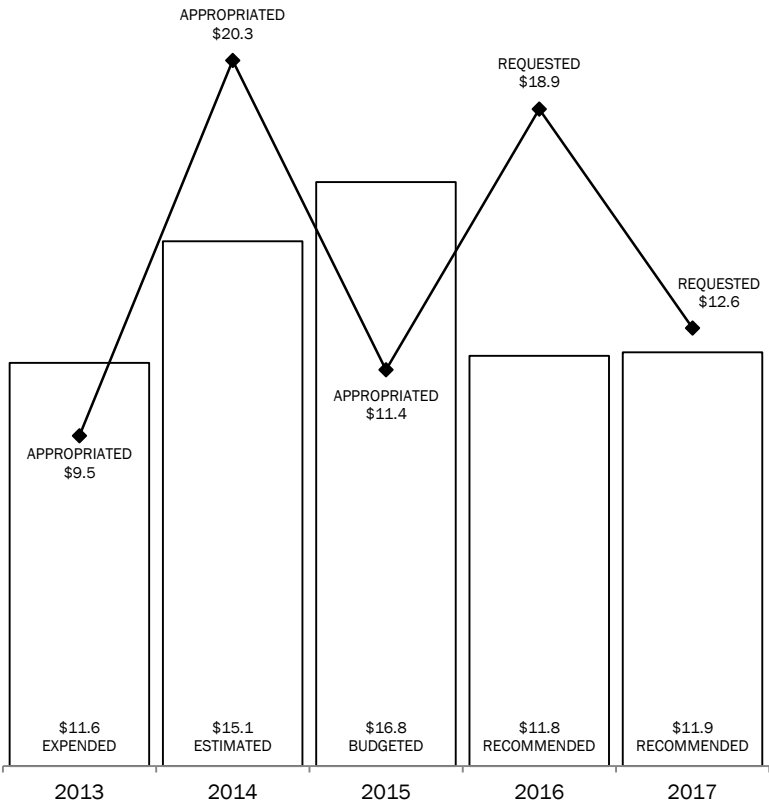 APPROPRIATED
$20.3
REQUESTED
$18.9
REQUESTED
$12.6
APPROPRIATED
$11.4
APPROPRIATED
$9.5
$11.6
EXPENDED
$15.1
ESTIMATED
$16.8
BUDGETED
$11.8
RECOMMENDED
$11.9
RECOMMENDED
2013
2014
2015
2016
2017